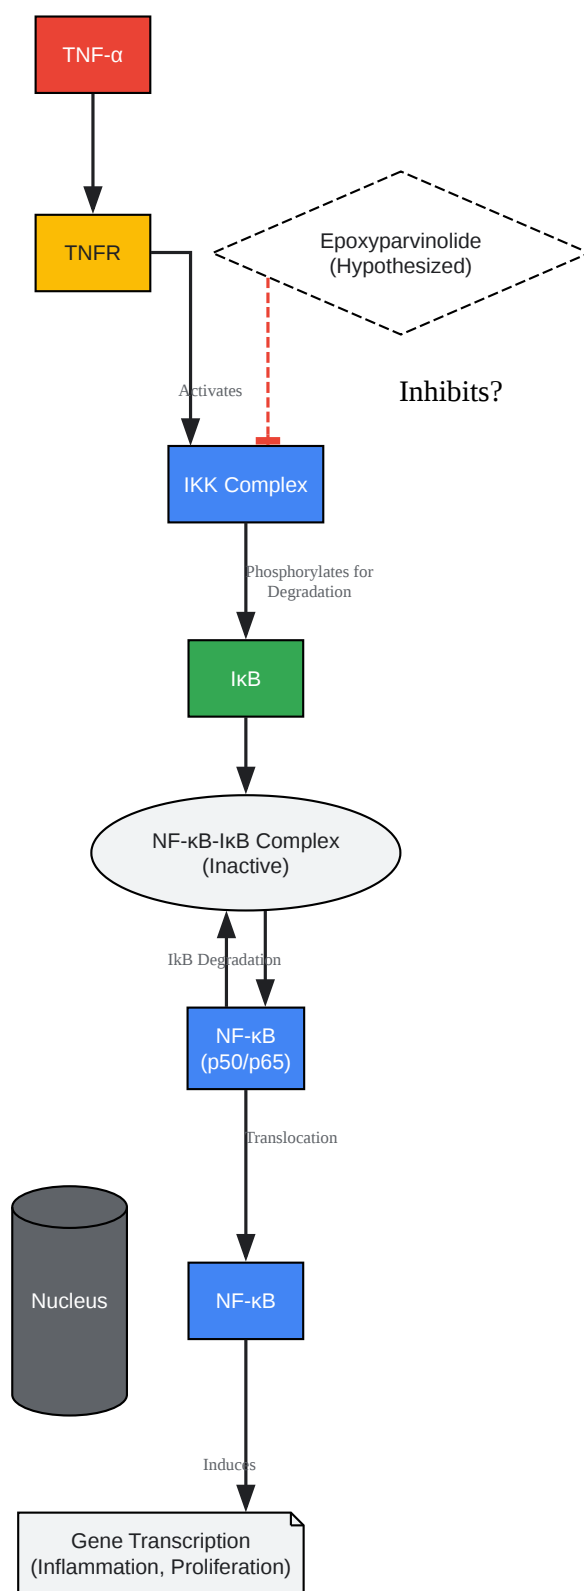 TNF-α
TNFR
Epoxyparvinolide
(Hypothesized)
Activates
Inhibits?
IKK Complex
Phosphorylates for
Degradation
IκB
NF-κB-IκB Complex
(Inactive)
IkB Degradation
NF-κB
(p50/p65)
Translocation
Nucleus
NF-κB
Induces
Gene Transcription
(Inflammation, Proliferation)